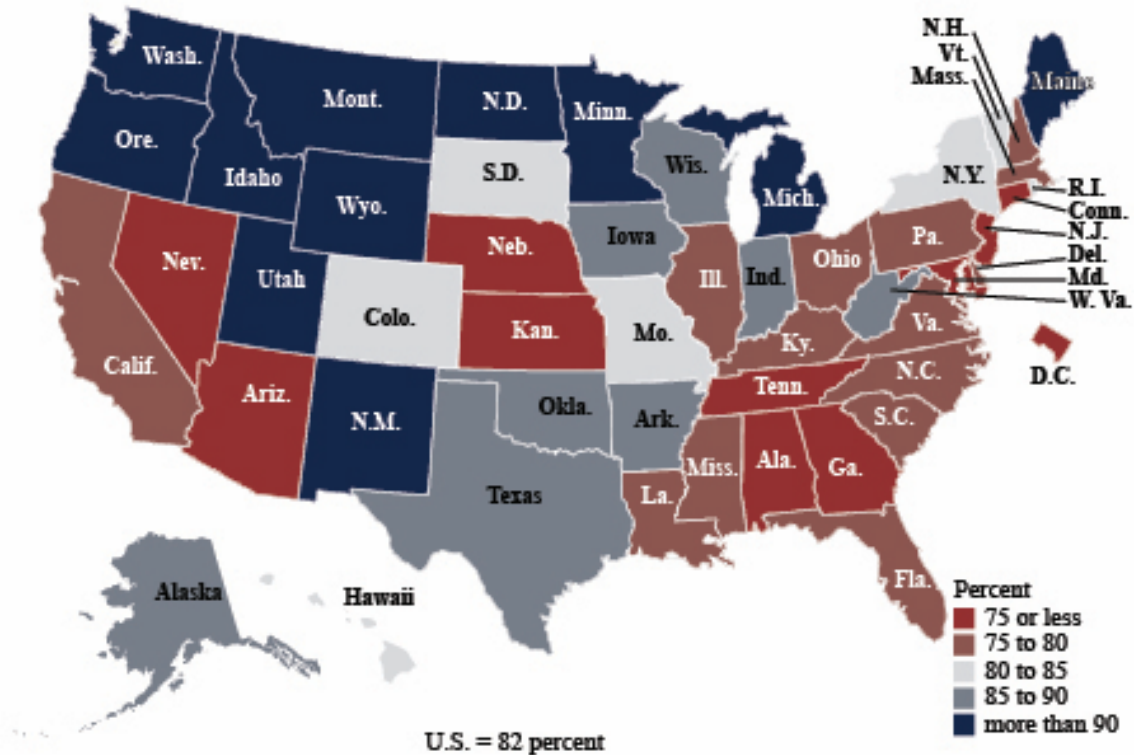 N.H.
Vt.
Mass.
Maine
Wash.
Mont.
N.D.
Minn.
Ore.
Idaho
S.D.
Wis.
N.Y.
Wyo.
Mich.
R.I.
Conn.
N.J.
Del.
Md.
W. Va.
Neb.
Iowa
Pa.
Nev.
Utah
Ill.
Ind.
Ohio
Colo.
Kan.
Mo.
Ky.
Va.
Calif.
D.C.
Ariz.
N.M.
Okla.
Ark.
Tenn.
N.C.
S.C.
Texas
Miss.
Ala.
Ga.
La.
Fla.
Alaska
Hawaii
Percent
75 or less
75 to 80
80 to 85
85 to 90
more than 90
U.S. = 82 percent